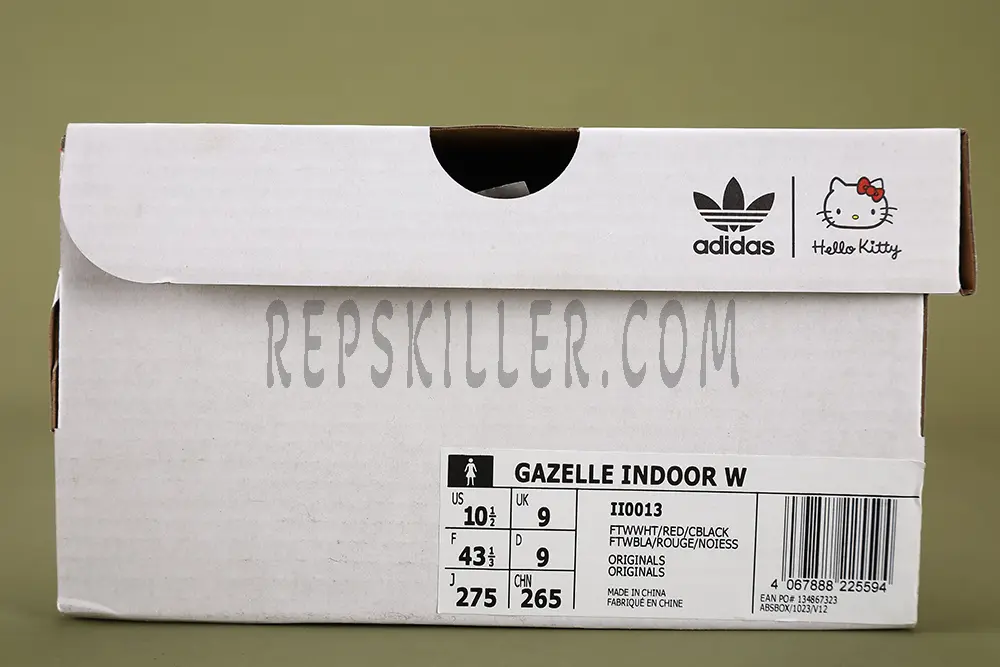 adidas
Hello Kitty
REPSKILLER.COM
GAZELLE INDOOR W
US 10½
UK 9
F 43⅓
D 9
J 275
CHN 265
II0013
FTWWHT/RED/CBLACK
FTWBLA/ROUGE/NOIESS
ORIGINALS
ORIGINALS
MADE IN CHINA
FABRIQUÉ EN CHINE
4 067888 225594
EAN PO# 134867323
ABSBOX/1023/V12